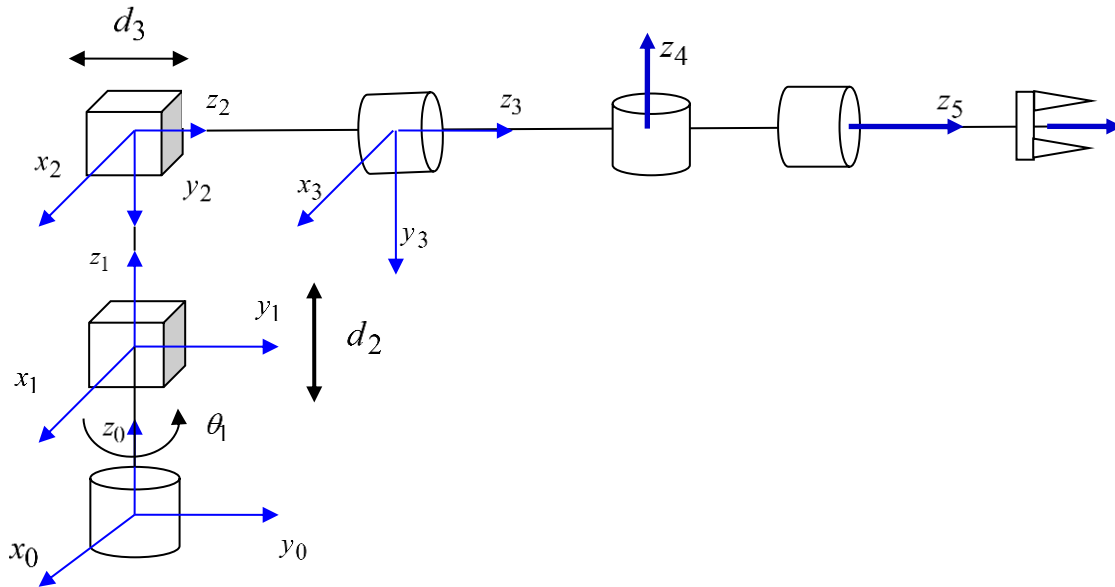 d₃
z₂
z₃
z₄
z₅
x₂
y₂
x₃
y₃
z₁
y₁
d₂
x₁
z₀
θ₁
x₀
y₀